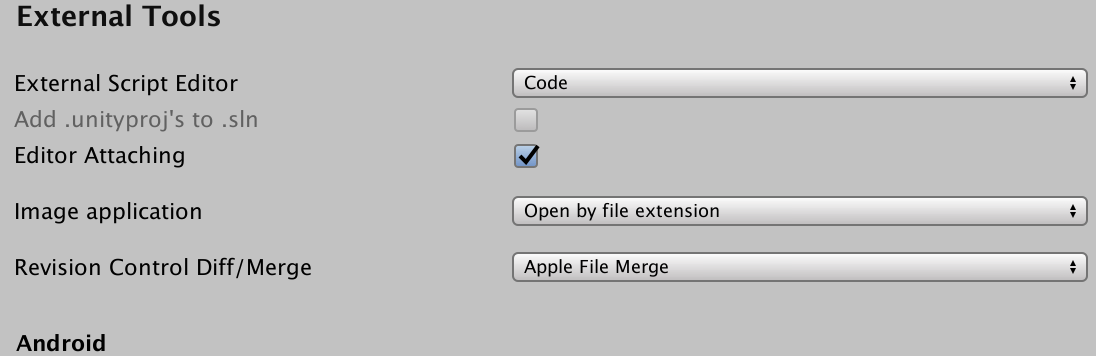 External Tools
External Script Editor Code
Add .unityproj's to .sln
Editor Attaching
Image application Open by file extension
Revision Control Diff/Merge Apple File Merge
Android